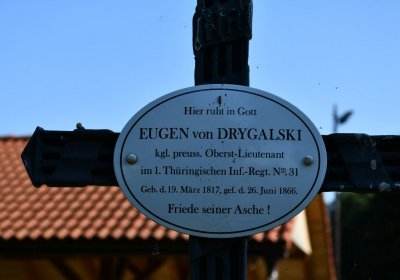 Hier ruht in Gott
EUGEN von DRYGALSKI
kgl. preuss. Oberst-Lieutenant
im 1. Thüringischen Inf.-Regt. Nro. 31
Geb. d. 19. März 1817, gef. d. 26. Juni 1866.
Friede seiner Asche !